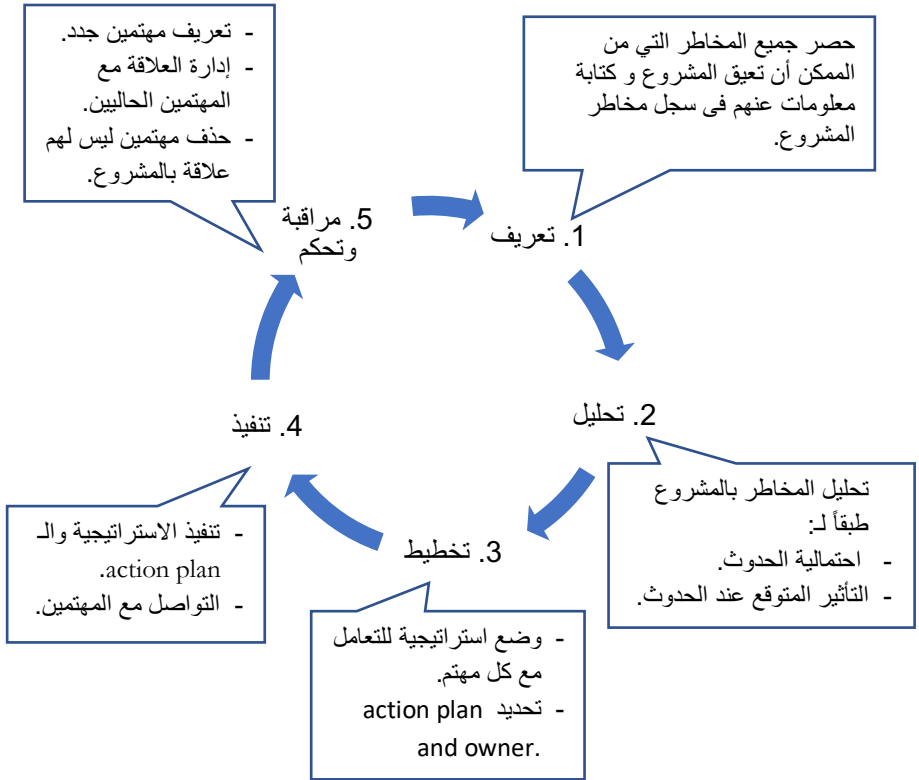 حصر جميع المخاطر التي من
الممكن أن تعيق المشروع و كتابة
معلومات عنهم فى سجل مخاطر
المشروع.
1. تعريف
2. تحليل
تحليل المخاطر بالمشروع
طبقاً لـ:
- احتمالية الحدوث.
- التأثير المتوقع عند الحدوث.
3. تخطيط
- وضع استراتيجية للتعامل
مع كل مهتم.
- تحديد action plan
and owner.
4. تنفيذ
- تنفيذ الاستراتيجية والـ
action plan.
- التواصل مع المهتمين.
5. مراقبة
وتحكم
- تعريف مهتمين جدد.
- إدارة العلاقة مع
المهتمين الحاليين.
- حذف مهتمين ليس لهم
علاقة بالمشروع.